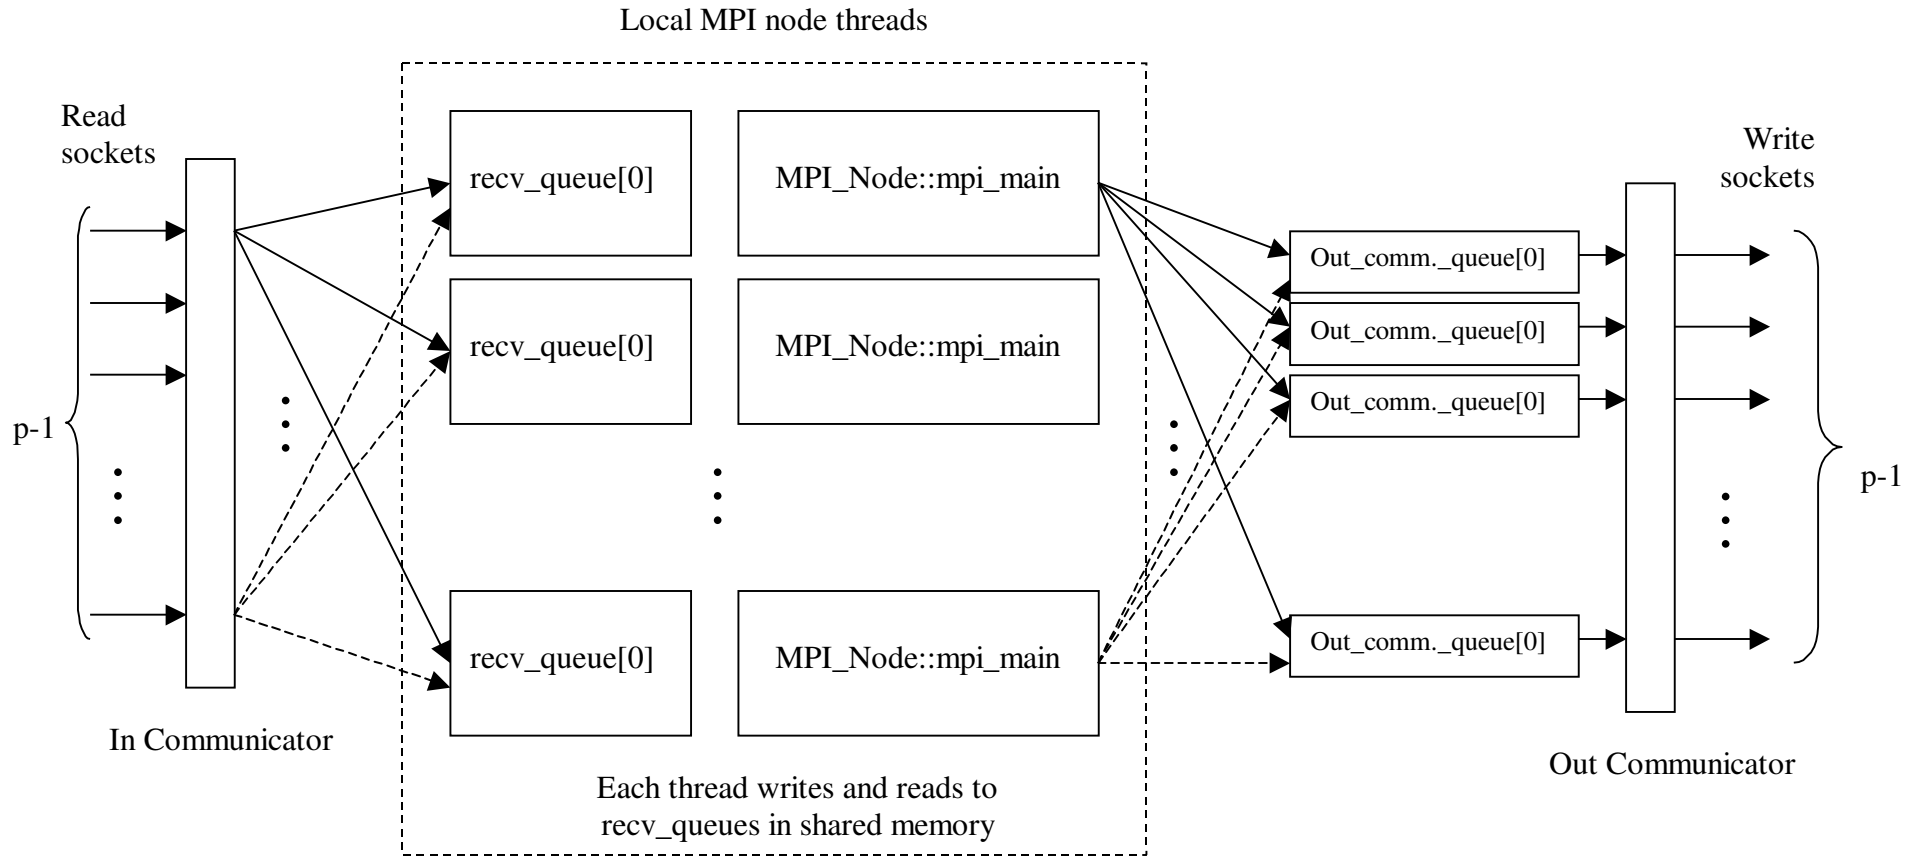 Local MPI node threads
Read
sockets
Write
sockets
recv_queue[0]
MPI_Node::mpi_main
Out_comm._queue[0]
recv_queue[0]
MPI_Node::mpi_main
Out_comm._queue[0]
Out_comm._queue[0]
p-1
p-1
recv_queue[0]
MPI_Node::mpi_main
Out_comm._queue[0]
In Communicator
Out Communicator
Each thread writes and reads to
recv_queues in shared memory